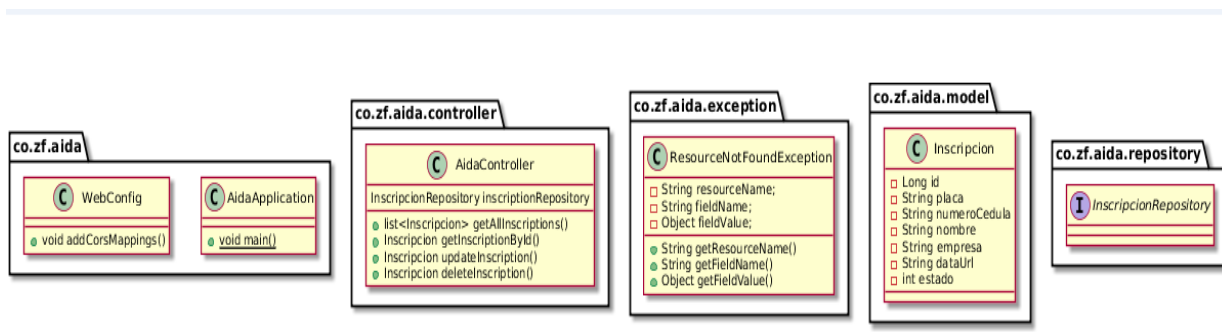 co.zf.aida
C WebConfig
void addCorsMappings()
C AidaApplication
void main()
co.zf.aida.controller
C AidaController
InscripcionRepository inscriptionRepository
list<Inscripcion> getAllInscriptions()
Inscripcion getInscriptionById()
Inscripcion updateInscription()
Inscripcion deleteInscription()
co.zf.aida.exception
C ResourceNotFoundException
String resourceName;
String fieldName;
Object fieldValue;
String getResourceName()
String getFieldName()
Object getFieldValue()
co.zf.aida.model
C Inscripcion
Long id
String placa
String numeroCedula
String nombre
String empresa
String dataUrl
int estado
co.zf.aida.repository
I InscripcionRepository